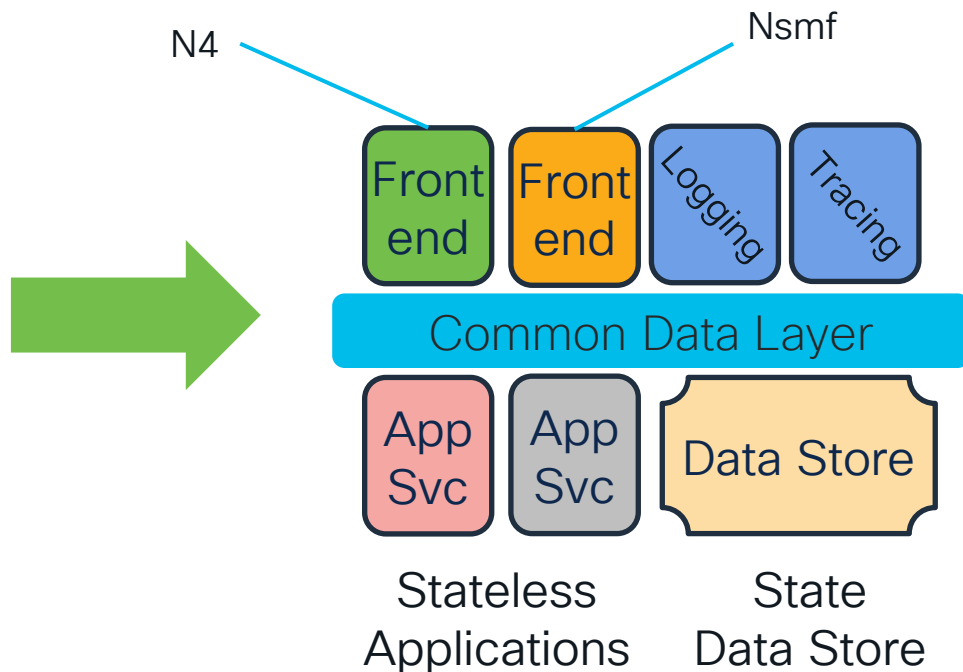 N4
Nsmf
Front
end
Front
end
Logging
Tracing
Common Data Layer
App
Svc
App
Svc
Data Store
Stateless
Applications
State
Data Store